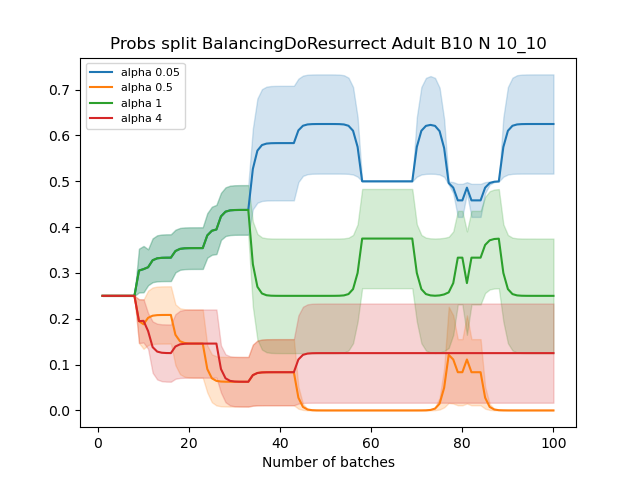 Probs split BalancingDoResurrect Adult B10 N 10_10
alpha 0.05
alpha 0.5
alpha 1
alpha 4
0.7
0.6
0.5
0.4
0.3
0.2
0.1
0.0
0 20 40 60 80 100
Number of batches